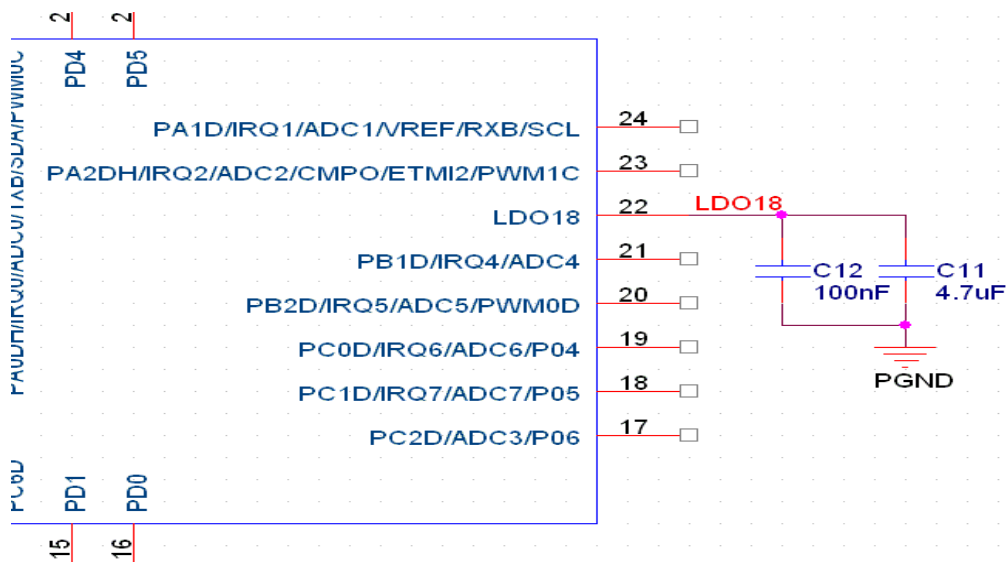 2
2
PD4
PD5
PA1D/IRQ1/ADC1/VREF/RXB/SCL
24
PA2DH/IRQ2/ADC2/CMPO/ETMI2/PWM1C
23
LDO18
22
LDO18
PB1D/IRQ4/ADC4
21
PB2D/IRQ5/ADC5/PWM0D
20
C12
100nF
C11
4.7uF
PC0D/IRQ6/ADC6/P04
19
PGND
PC1D/IRQ7/ADC7/P05
18
PC2D/ADC3/P06
17
PD1
PD0
15
16